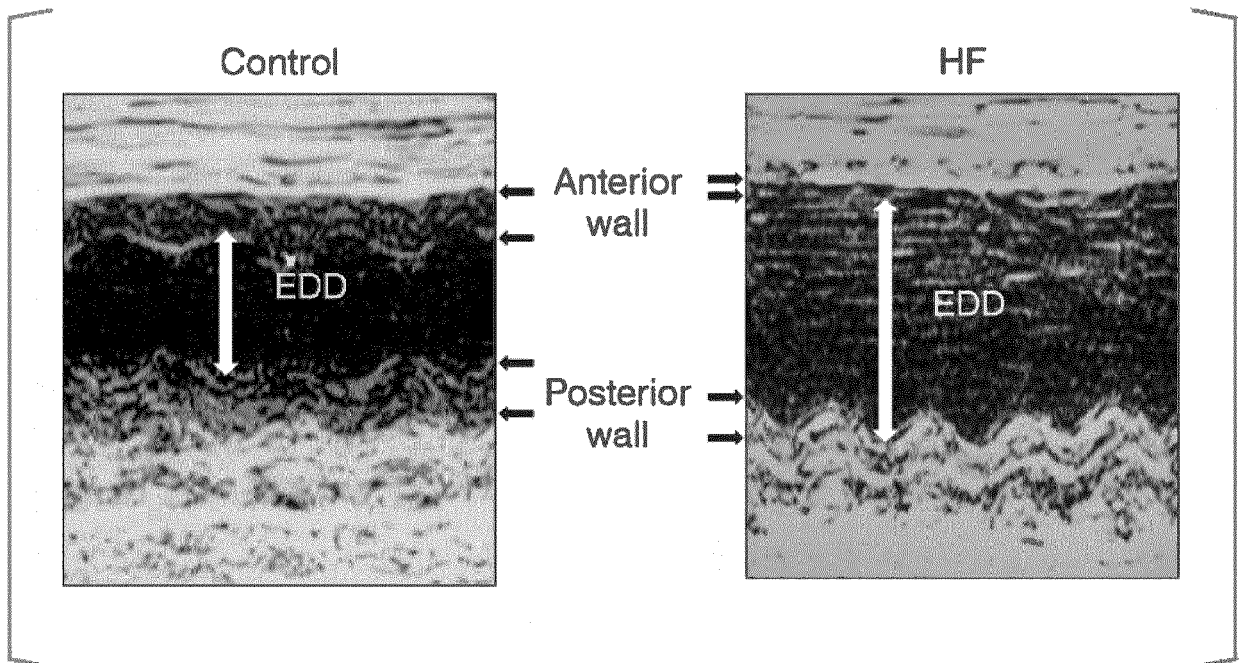 Control
HF
Anterior
wall
EDD
EDD
Posterior
wall